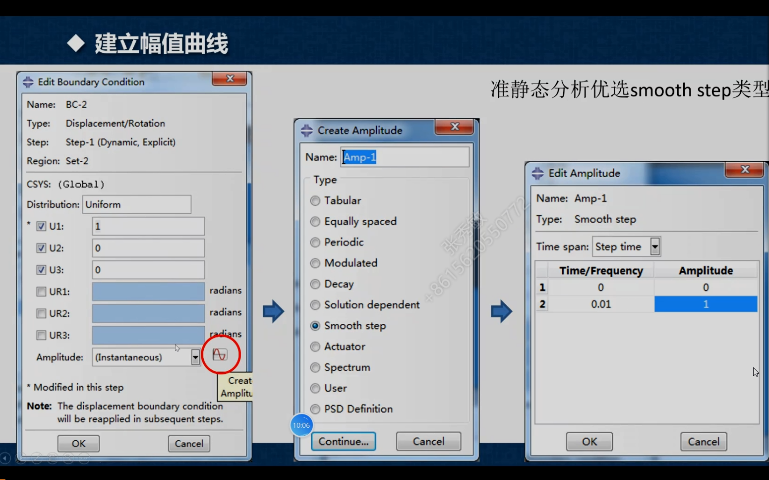 ◆ 建立幅值曲线
准静态分析优选smooth step类型
Edit Boundary Condition
Name: BC-2
Type: Displacement/Rotation
Step: Step-1 (Dynamic, Explicit)
Region: Set-2
CSYS: (Global)
Distribution: Uniform
* U1: 1
U2: 0
U3: 0
UR1: radians
UR2: radians
UR3: radians
Amplitude: (Instantaneous)
Creat
Amplitu
* Modified in this step
Note: The displacement boundary condition
will be reapplied in subsequent steps.
OK Cancel
Create Amplitude
Name: Amp-1
Type
Tabular
Equally spaced
Periodic
Modulated
Decay
Solution dependent
Smooth step
Actuator
Spectrum
User
PSD Definition
10:06
Continue... Cancel
Edit Amplitude
Name: Amp-1
Type: Smooth step
Time span: Step time
Time/Frequency Amplitude
1 0 0
2 0.01 1
OK Cancel